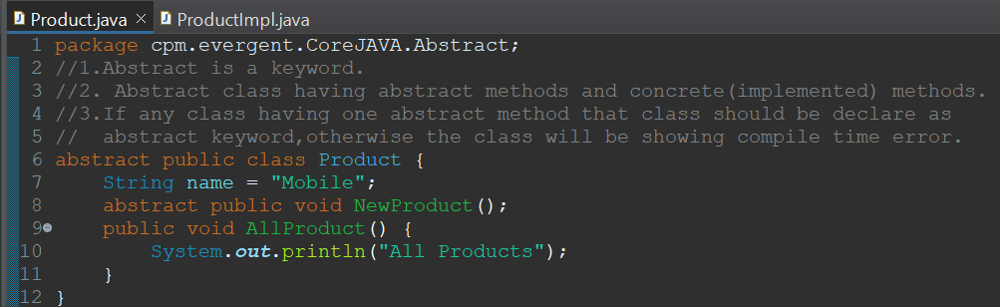 Product.java × ProductImpl.java
1 package cpm.evergent.CoreJAVA.Abstract;
2 //1.Abstract is a keyword.
3 //2. Abstract class having abstract methods and concrete(implemented) methods.
4 //3.If any class having one abstract method that class should be declare as
5 //  abstract keyword,otherwise the class will be showing compile time error.
6 abstract public class Product {
7     String name = "Mobile";
8     abstract public void NewProduct();
9     public void AllProduct() {
10         System.out.println("All Products");
11     }
12 }